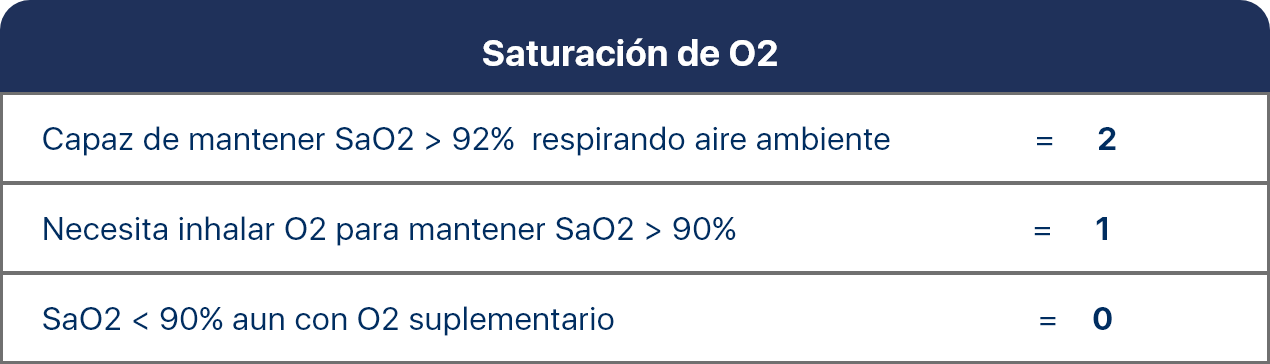 Saturación de O2
Capaz de mantener SaO2 > 92% respirando aire ambiente = 2
Necesita inhalar O2 para mantener SaO2 > 90% = 1
SaO2 < 90% aun con O2 suplementario = 0